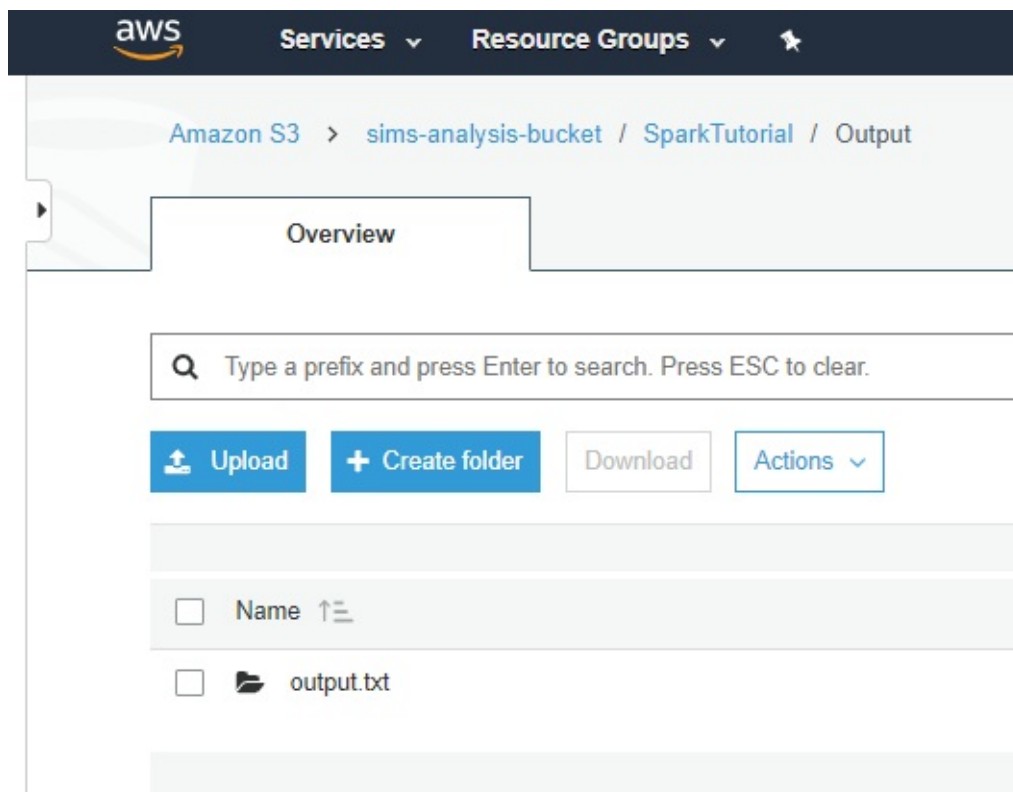 aws Services Resource Groups
Amazon S3 > sims-analysis-bucket / SparkTutorial / Output
Overview
Type a prefix and press Enter to search. Press ESC to clear.
Upload + Create folder Download Actions
Name
output.txt